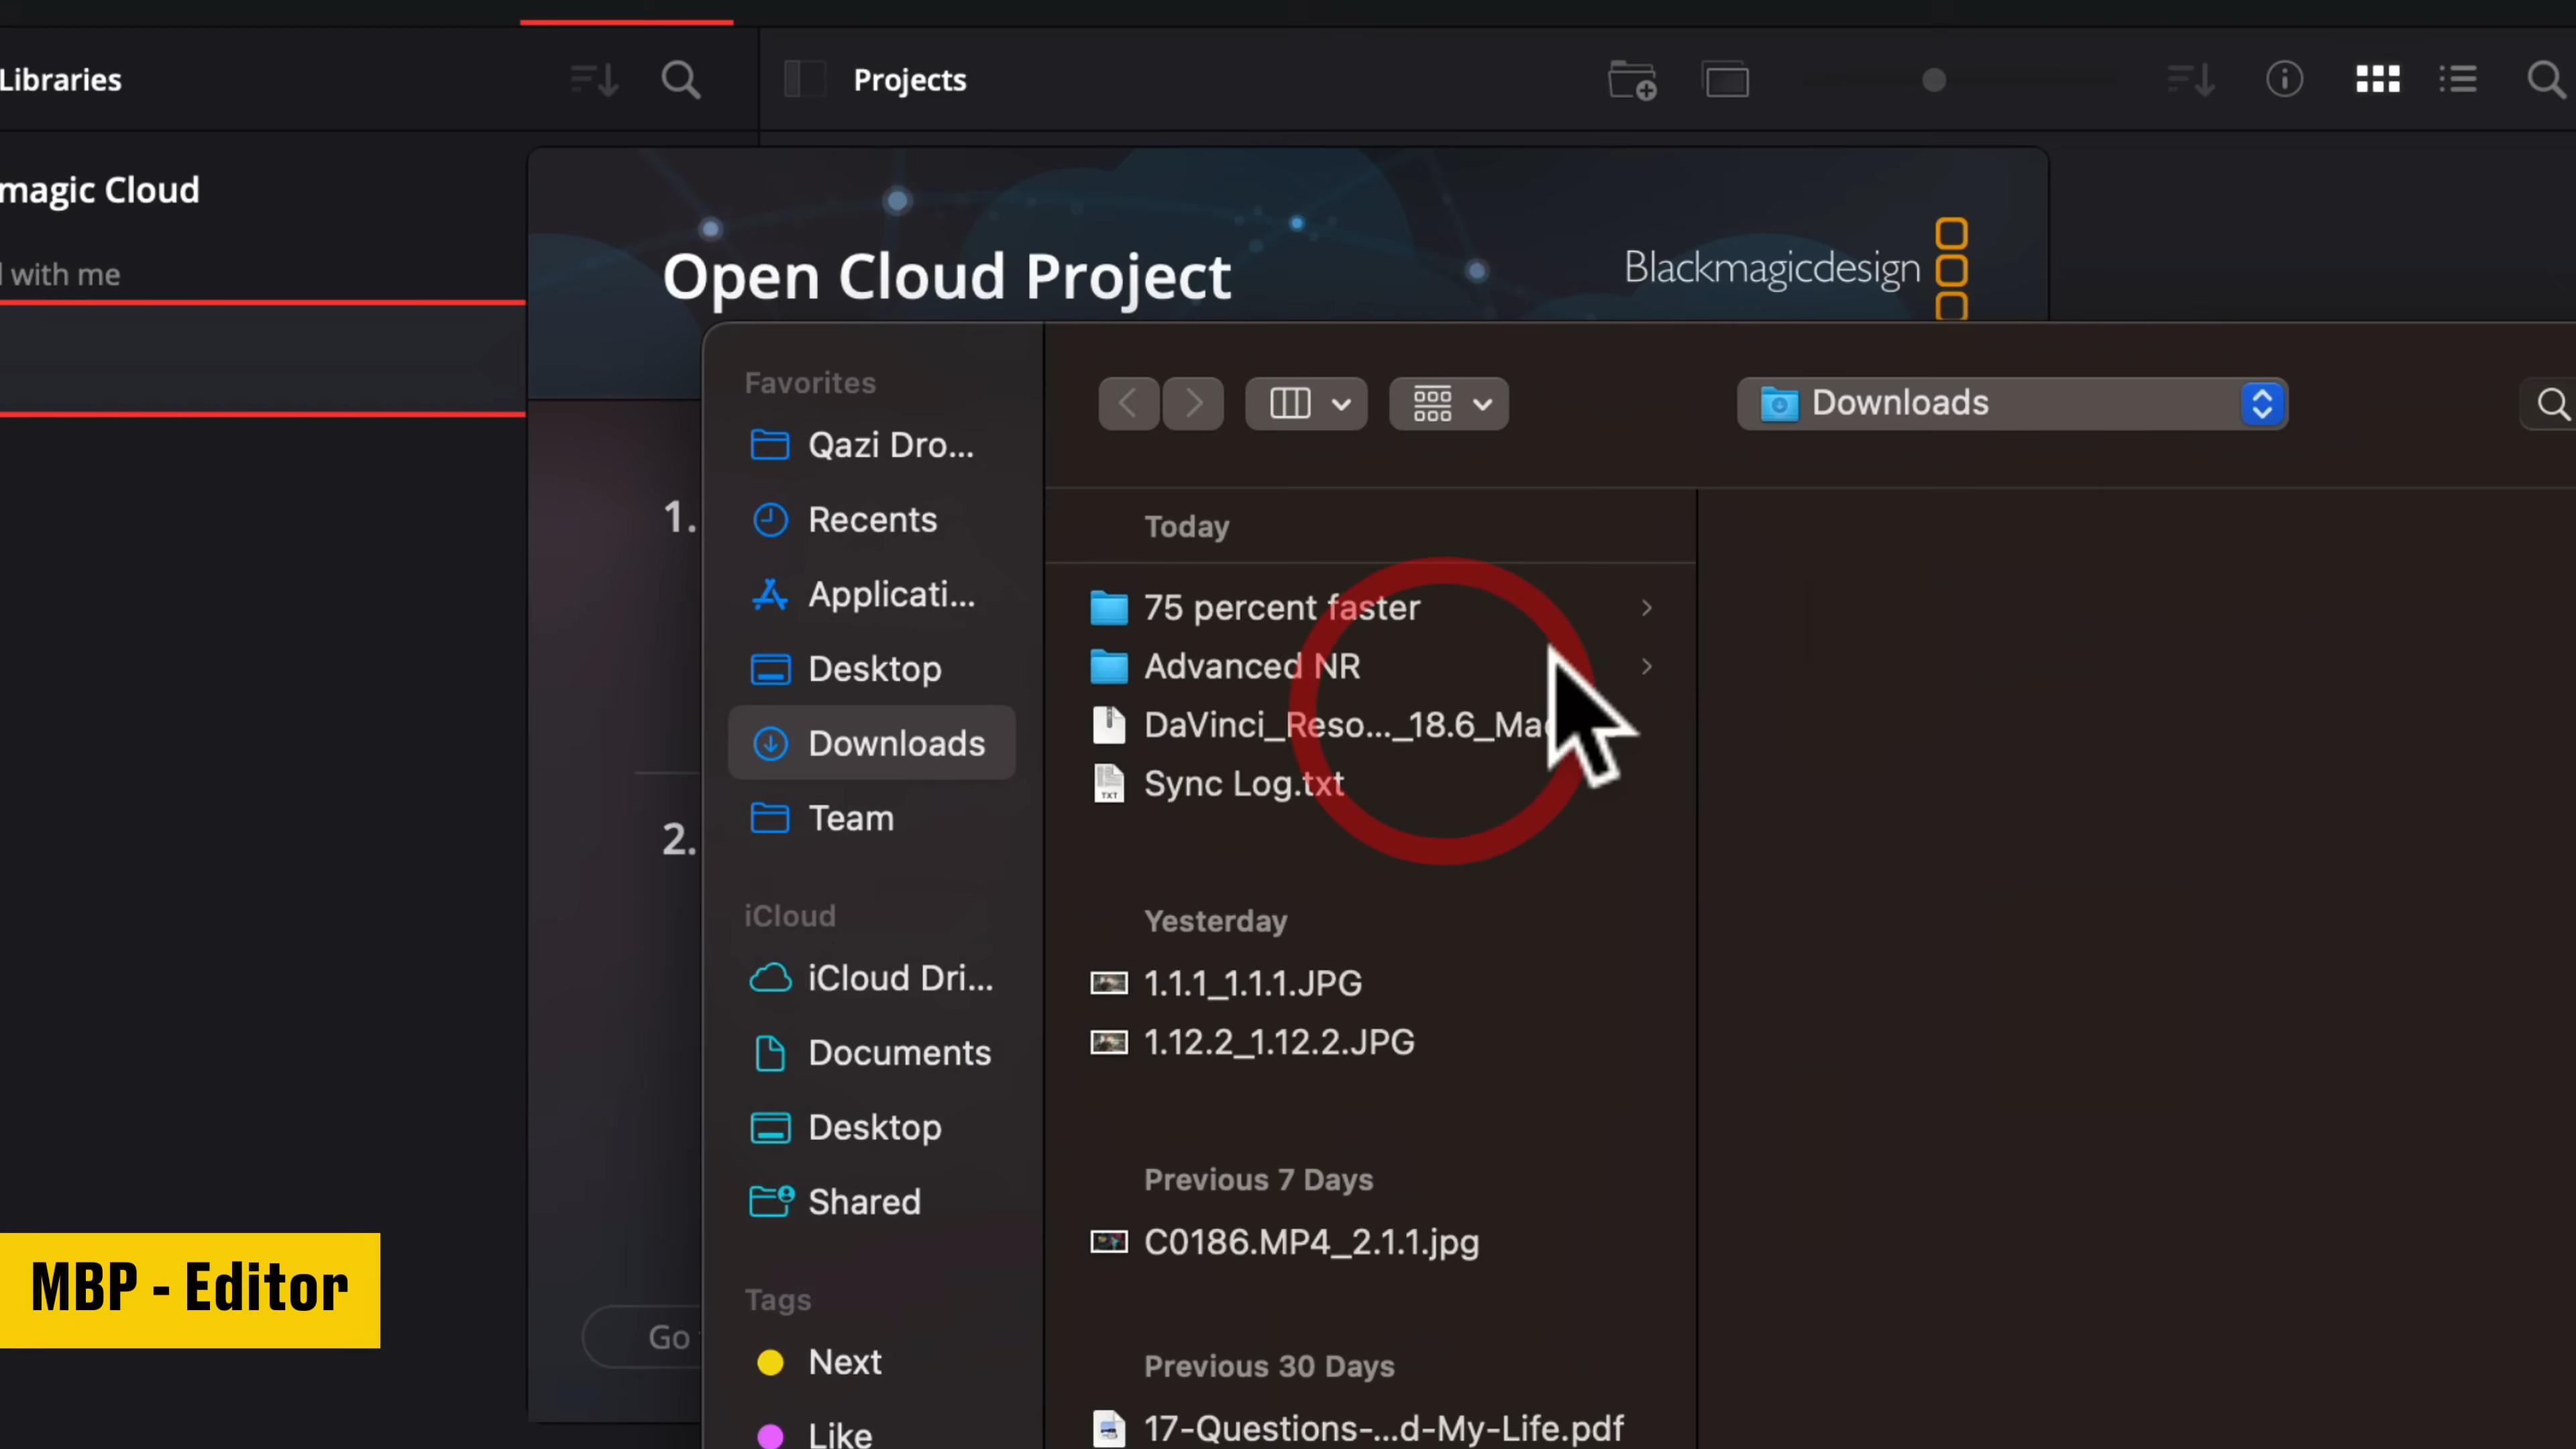 Libraries
Projects
magic Cloud
with me
Open Cloud Project
Blackmagicdesign
Favorites
Qazi Dro...
Recents
Applicati...
Desktop
Downloads
Team
iCloud
iCloud Dri...
Documents
Desktop
Shared
Tags
Next
Like
Downloads
Today
75 percent faster
Advanced NR
DaVinci_Reso..._18.6_Mac
Sync Log.txt
TXT
Yesterday
1.1.1_1.1.1.JPG
1.12.2_1.12.2.JPG
Previous 7 Days
C0186.MP4_2.1.1.jpg
Previous 30 Days
17-Questions-...d-My-Life.pdf
1.
2.
Go
MBP - Editor